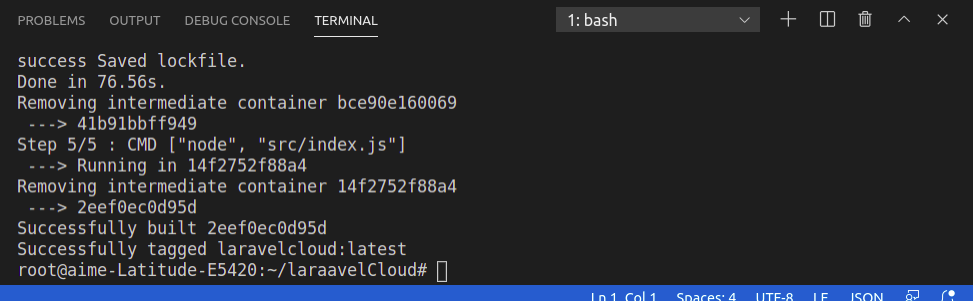 PROBLEMS OUTPUT DEBUG CONSOLE TERMINAL 1: bash
success Saved lockfile.
Done in 76.56s.
Removing intermediate container bce90e160069
---> 41b91bbff949
Step 5/5 : CMD ["node", "src/index.js"]
---> Running in 14f2752f88a4
Removing intermediate container 14f2752f88a4
---> 2eef0ec0d95d
Successfully built 2eef0ec0d95d
Successfully tagged laravelcloud:latest
root@aime-Latitude-E5420:~/laraavelCloud#
Ln 1, Col 1 Spaces: 4 UTF-8 LF JSON